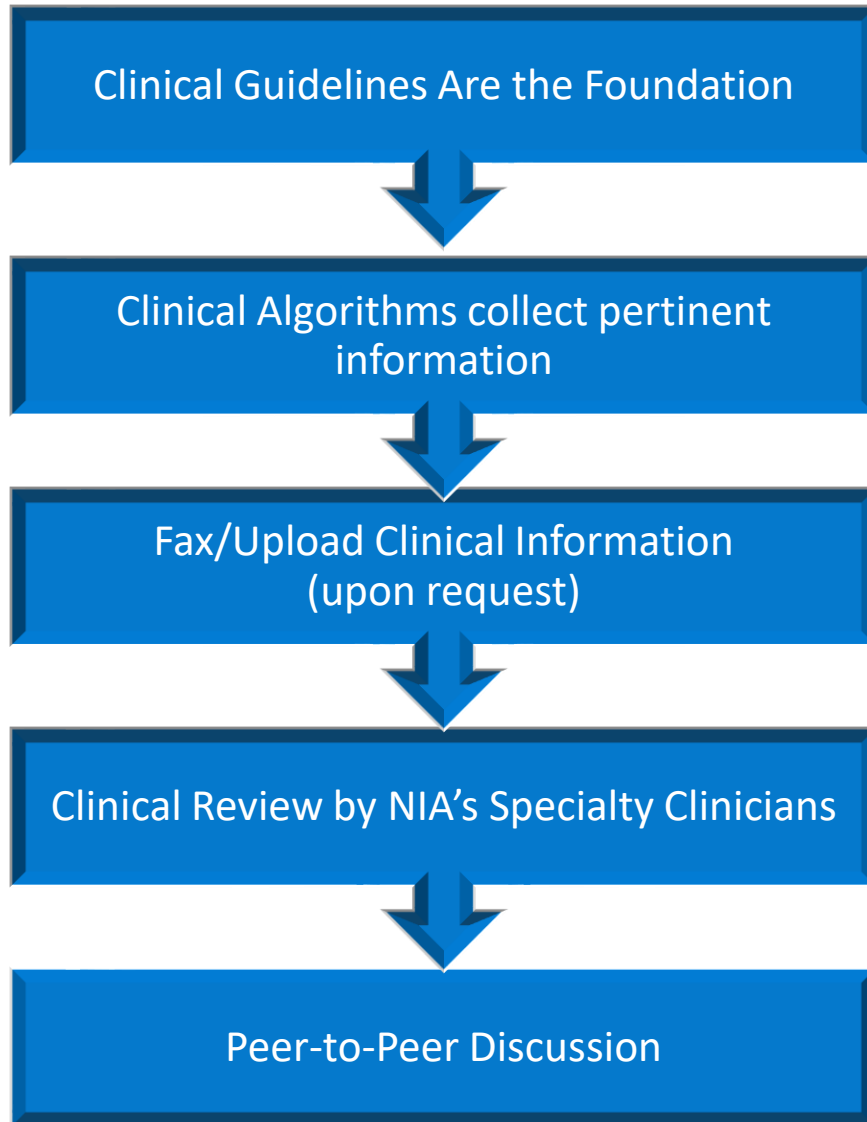 Clinical Guidelines Are the Foundation
Clinical Algorithms collect pertinent
information
Fax/Upload Clinical Information
(upon request)
Clinical Review by NIA’s Specialty Clinicians
Peer-to-Peer Discussion